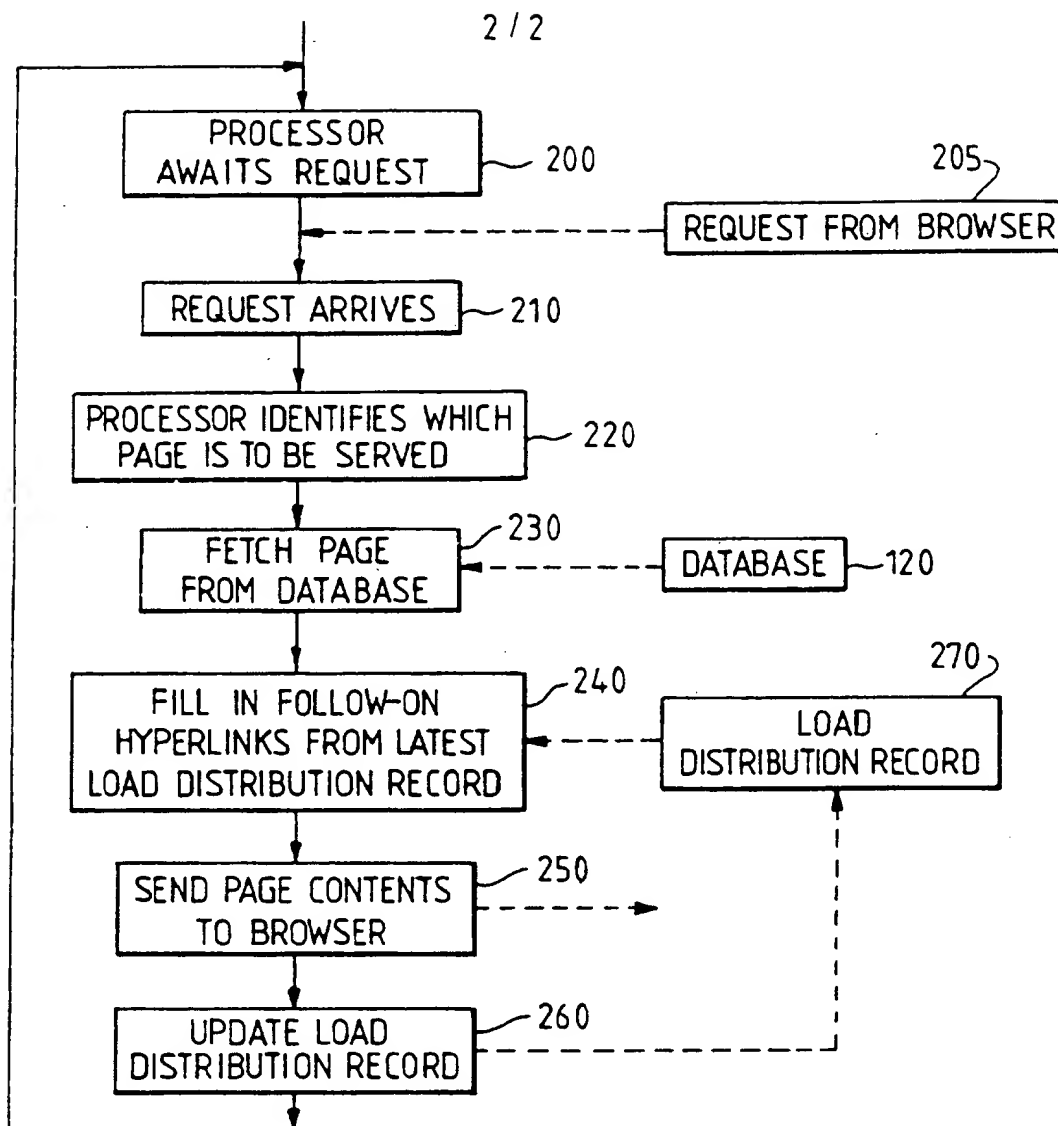 2 / 2
PROCESSOR
AWAITS REQUEST
200
205
REQUEST FROM BROWSER
REQUEST ARRIVES
210
PROCESSOR IDENTIFIES WHICH
PAGE IS TO BE SERVED
220
230
FETCH PAGE
FROM DATABASE
DATABASE
120
240
FILL IN FOLLOW-ON
HYPERLINKS FROM LATEST
LOAD DISTRIBUTION RECORD
270
LOAD
DISTRIBUTION RECORD
250
SEND PAGE CONTENTS
TO BROWSER
260
UPDATE LOAD
DISTRIBUTION RECORD